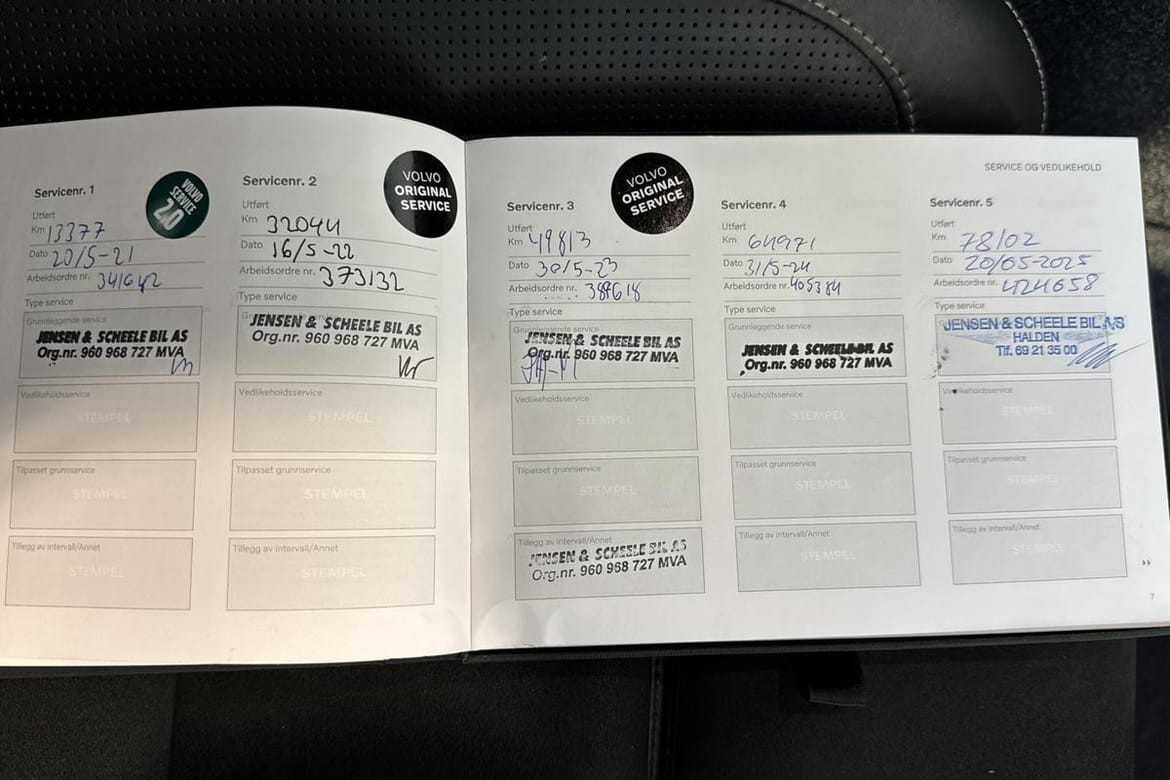 SERVICE OG VEDLIKEHOLD
Servicenr. 1
VOLVO
SERVICE
2.0
Utført
Km 13377
Dato 20/5-21
Arbeidsordre nr. 341642
Type service
Grunnleggende service
JENSEN & SCHEELE BIL AS
Org.nr. 960 968 727 MVA
Vedlikeholdsservice
STEMPEL
Tilpasset grunnservice
STEMPEL
Tillegg av intervall/Annet
STEMPEL
Servicenr. 2
VOLVO
ORIGINAL
SERVICE
Utført
Km 32044
Dato 16/5-22
Arbeidsordre nr. 373132
Type service
JENSEN & SCHEELE BIL AS
Org.nr. 960 968 727 MVA
Vedlikeholdsservice
STEMPEL
Tilpasset grunnservice
STEMPEL
Tillegg av intervall/Annet
STEMPEL
Servicenr. 3
VOLVO
ORIGINAL
SERVICE
Utført
Km 49813
Dato 30/5-23
Arbeidsordre nr. 389618
Type service
Grunnleggende service
JENSEN & SCHEELE BIL AS
Org.nr. 960 968 727 MVA
Vedlikeholdsservice
STEMPEL
Tilpasset grunnservice
STEMPEL
Tillegg av intervall/Annet
JENSEN & SCHEELE BIL AS
Org.nr. 960 968 727 MVA
Servicenr. 4
Utført
Km 64971
Dato 31/5-24
Arbeidsordre nr. 405384
Type service
Grunnleggende service
JENSEN & SCHEELE BIL AS
Org.nr. 960 968 727 MVA
Vedlikeholdsservice
STEMPEL
Tilpasset grunnservice
STEMPEL
Tillegg av intervall/Annet
STEMPEL
Servicenr. 5
Utført
Km 78102
Dato 20/05-2025
Arbeidsordre nr. 424658
Type service
JENSEN & SCHEELE BIL A/S
HALDEN
Tlf. 69 21 35 00
Vedlikeholdsservice
STEMPEL
Tilpasset grunnservice
STEMPEL
Tillegg av intervall/Annet
STEMPEL
7